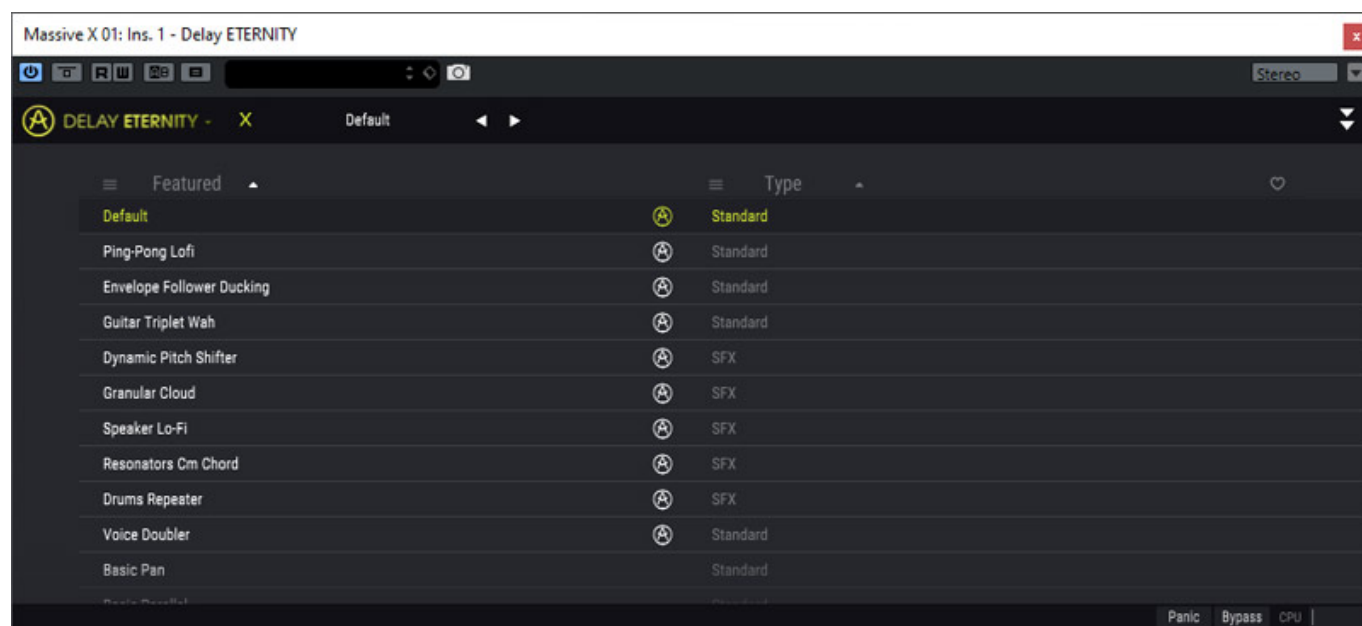 Massive X 01: Ins. 1 - Delay ETERNITY
x
R W
Stereo
DELAY ETERNITY - X Default
Featured Type
Default Standard
Ping-Pong Lofi Standard
Envelope Follower Ducking Standard
Guitar Triplet Wah Standard
Dynamic Pitch Shifter SFX
Granular Cloud SFX
Speaker Lo-Fi SFX
Resonators Cm Chord SFX
Drums Repeater SFX
Voice Doubler Standard
Basic Pan Standard
Panic Bypass CPU